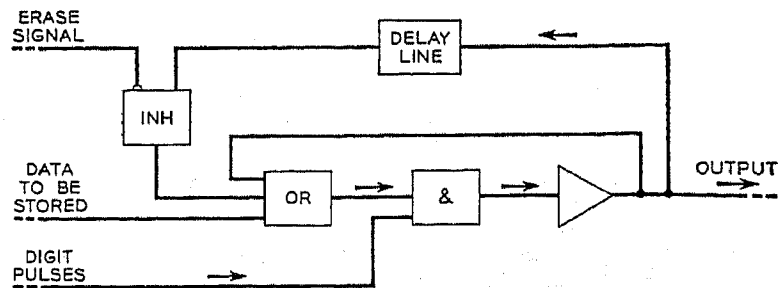 ERASE
SIGNAL
DELAY
LINE
INH
DATA
TO BE
STORED
OR
&
OUTPUT
DIGIT
PULSES